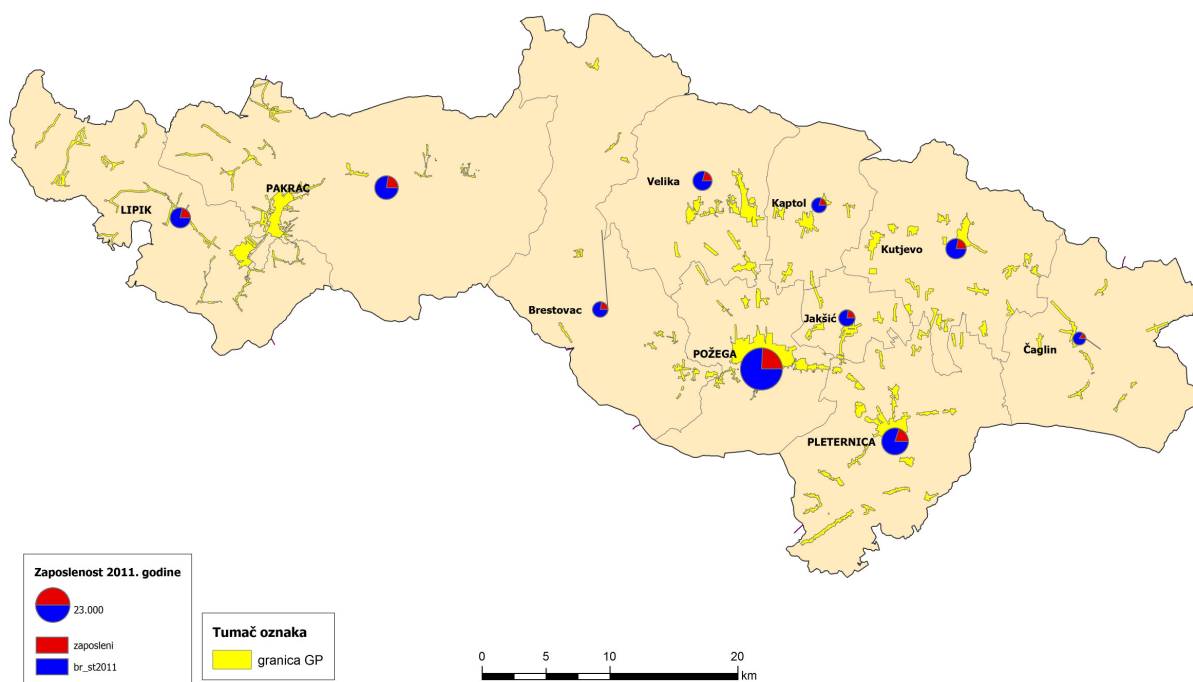 Velika
PAKRAC
Kaptol
LIPIK
Kutjevo
Brestovac
Jakšić
POŽEGA
Čaglin
PLETERNICA
Zaposlenost 2011. godine
23.000
zaposleni
br_st2011
Tumač oznaka
granica GP
0 5 10 20
km